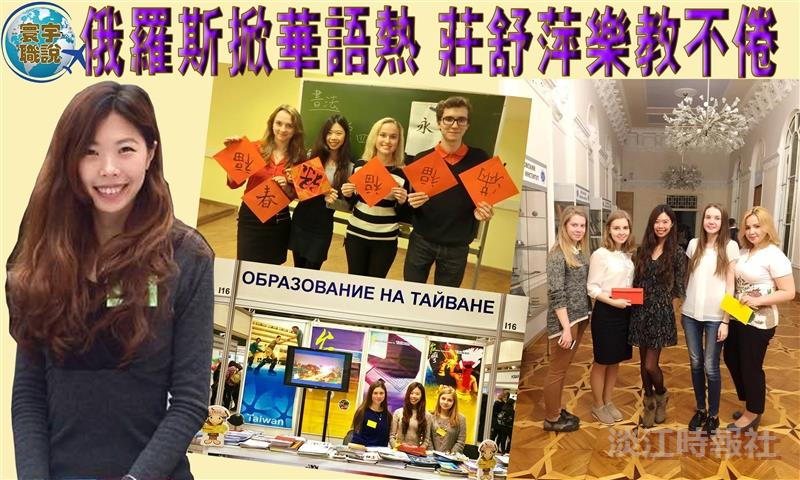 寰宇
職說
俄羅斯掀華語熱 莊舒萍樂教不倦
書法
永
福
春
福
福
滿
I16
ОБРАЗОВАНИЕ НА ТАЙВАНЕ
I16
Taiwan
淡江時報社